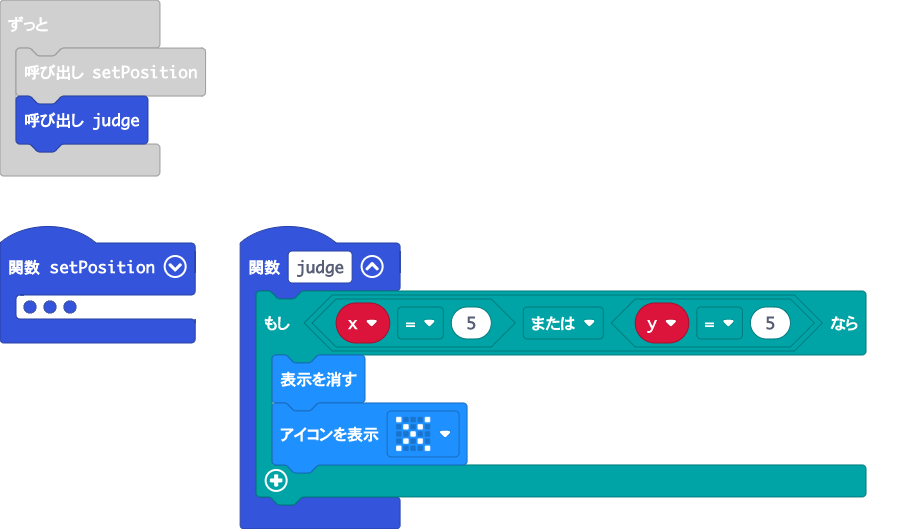 ずっと
呼び出し setPosition
呼び出し judge
関数 setPosition
関数 judge
もし x = 5 または y = 5 なら
表示を消す
アイコンを表示